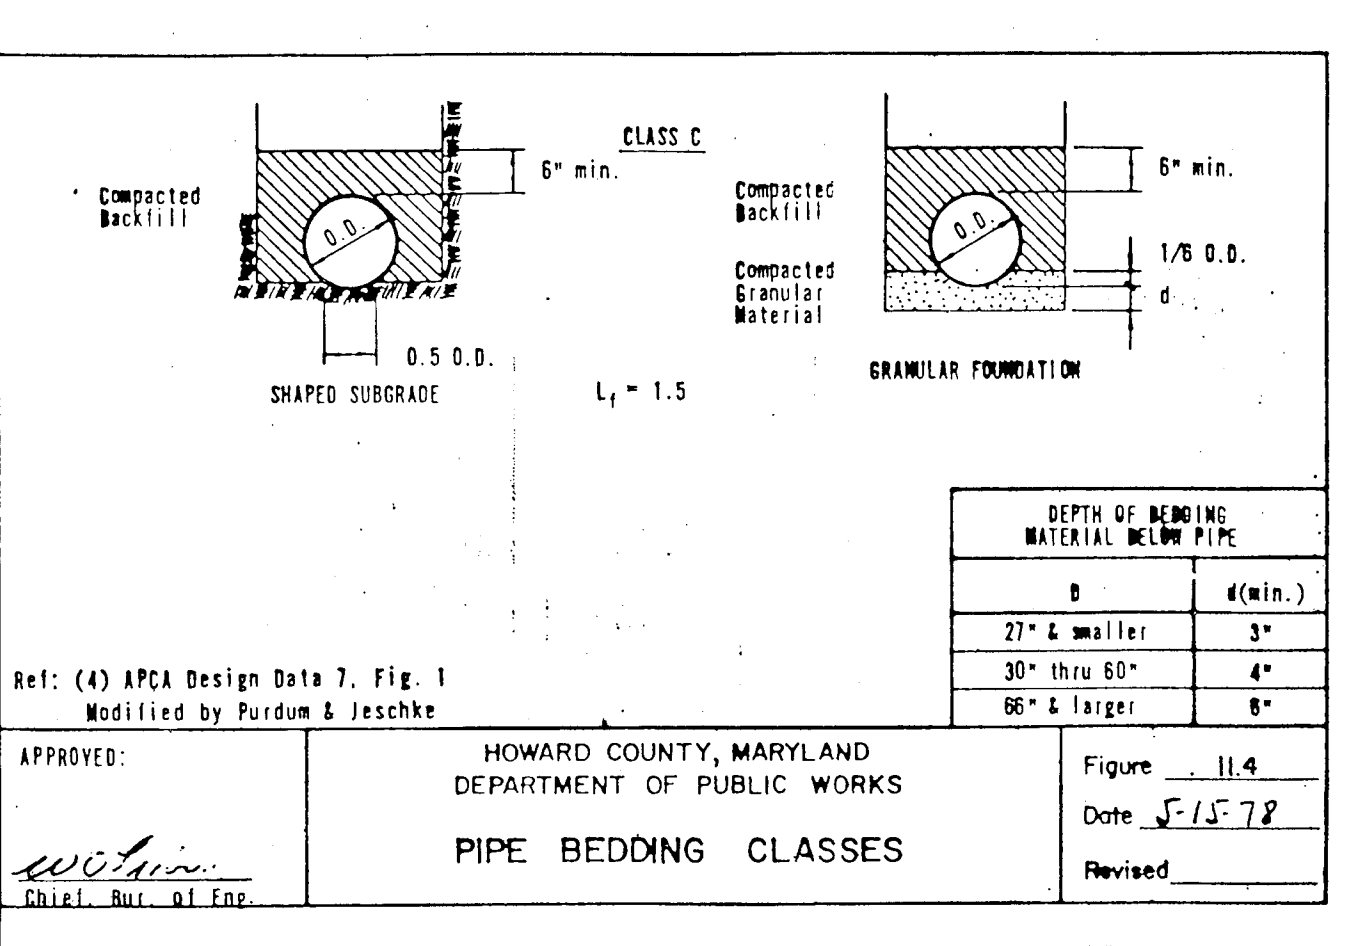 CLASS C
Compacted
Backfill
6" min.
O.D.
0.5 O.D.
SHAPED SUBGRADE
Compacted
Backfill
6" min.
O.D.
1/6 O.D.
Compacted
Granular
Material
d
GRANULAR FOUNDATION
Lf = 1.5
DEPTH OF BEDDING
MATERIAL BELOW PIPE
D d(min.)
27" & smaller 3"
30" thru 60" 4"
66" & larger 6"
Ref: (4) APCA Design Data 7, Fig. 1
Modified by Purdum & Jeschke
APPROVED:
Chief, Bur. of Eng.
HOWARD COUNTY, MARYLAND
DEPARTMENT OF PUBLIC WORKS
PIPE BEDDING CLASSES
Figure 11.4
Date 5-15-78
Revised